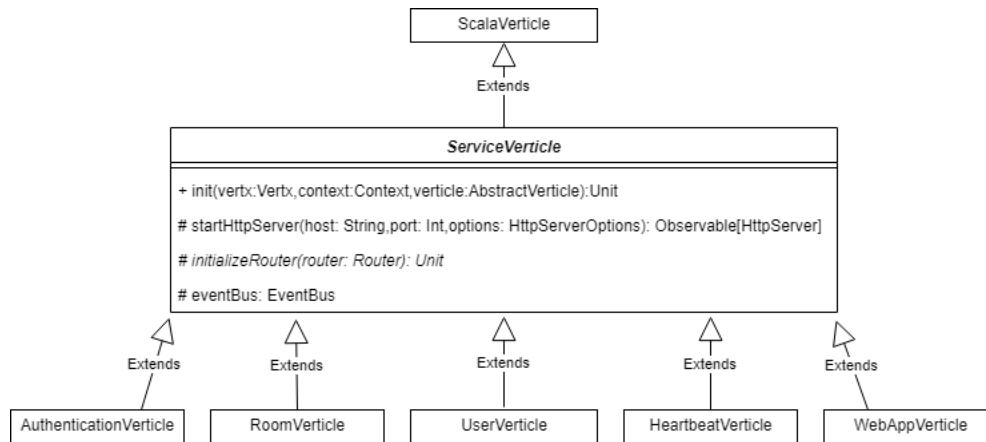 ScalaVerticle
Extends
ServiceVerticle
+ init(vertx:Vertx,context:Context,verticle:AbstractVerticle):Unit
# startHttpServer(host: String,port: Int,options: HttpServerOptions): Observable[HttpServer]
# initializeRouter(router: Router): Unit
# eventBus: EventBus
Extends Extends Extends Extends Extends
AuthenticationVerticle RoomVerticle UserVerticle HeartbeatVerticle WebAppVerticle